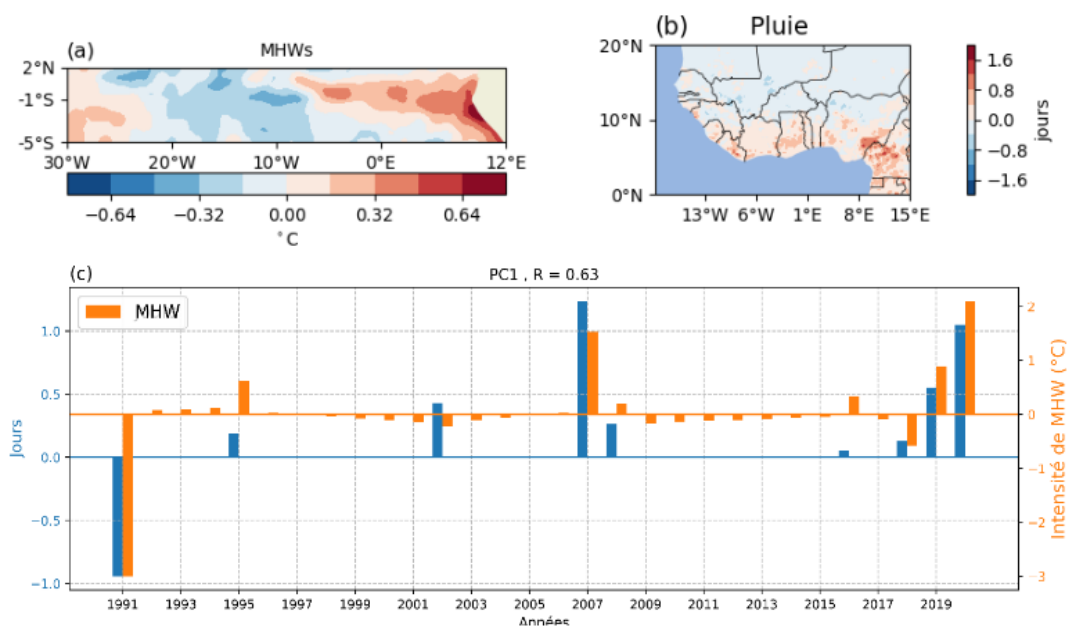 (a)
MHWs
2°N
-1°S
-5°S
30°W 20°W 10°W 0°E 12°E
−0.64 −0.32 0.00 0.32 0.64
°C
(b) Pluie
20°N
10°N
0°N
13°W 6°W 1°E 8°E 15°E
1.6
0.8
0.0
−0.8
−1.6
jours
(c)
PC1 , R = 0.63
MHW
1.0
0.5
0.0
−0.5
−1.0
Jours
2
1
0
−1
−2
−3
Intensité de MHW (°C)
1991 1993 1995 1997 1999 2001 2003 2005 2007 2009 2011 2013 2015 2017 2019
Années